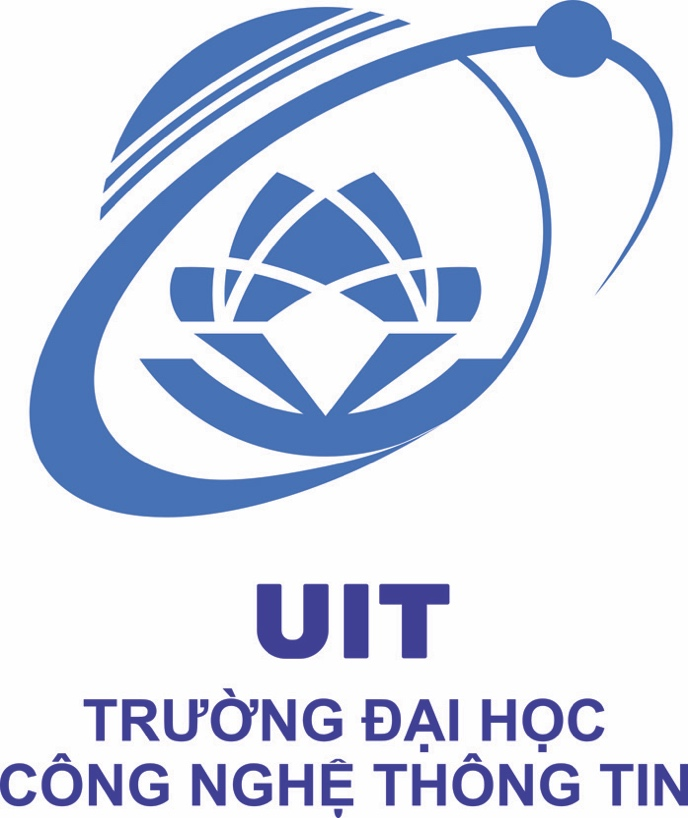 UIT
TRƯỜNG ĐẠI HỌC
CÔNG NGHỆ THÔNG TIN